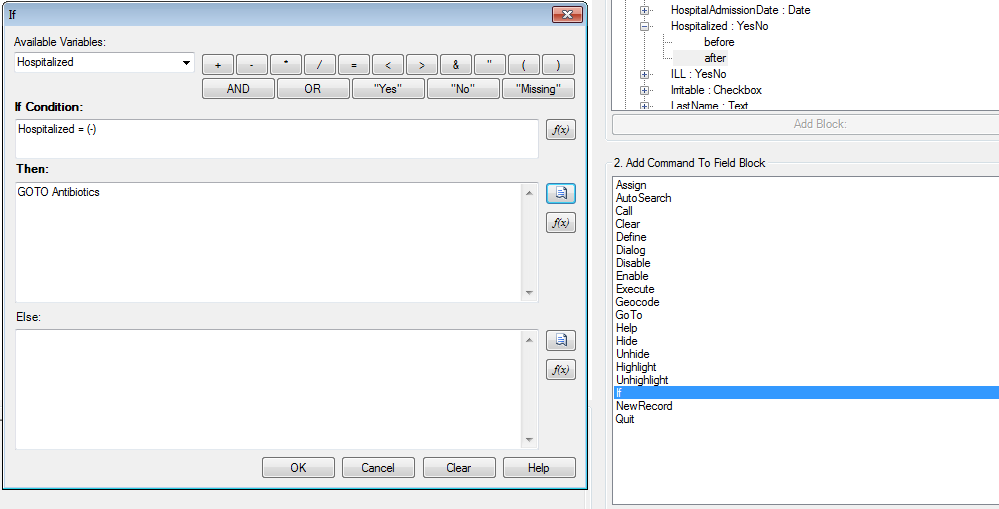 If
Available Variables:
Hospitalized
+ - * / = < > & " ( )
AND OR "Yes" "No" "Missing"
If Condition:
Hospitalized = (-)
f(x)
Then:
GOTO Antibiotics
f(x)
Else:
f(x)
OK Cancel Clear Help
HospitalAdmissionDate : Date
Hospitalized : YesNo
before
after
ILL : YesNo
Irritable : Checkbox
LastName : Text
Add Block:
2. Add Command To Field Block
Assign
AutoSearch
Call
Clear
Define
Dialog
Disable
Enable
Execute
Geocode
GoTo
Help
Hide
Unhide
Highlight
Unhighlight
If
NewRecord
Quit